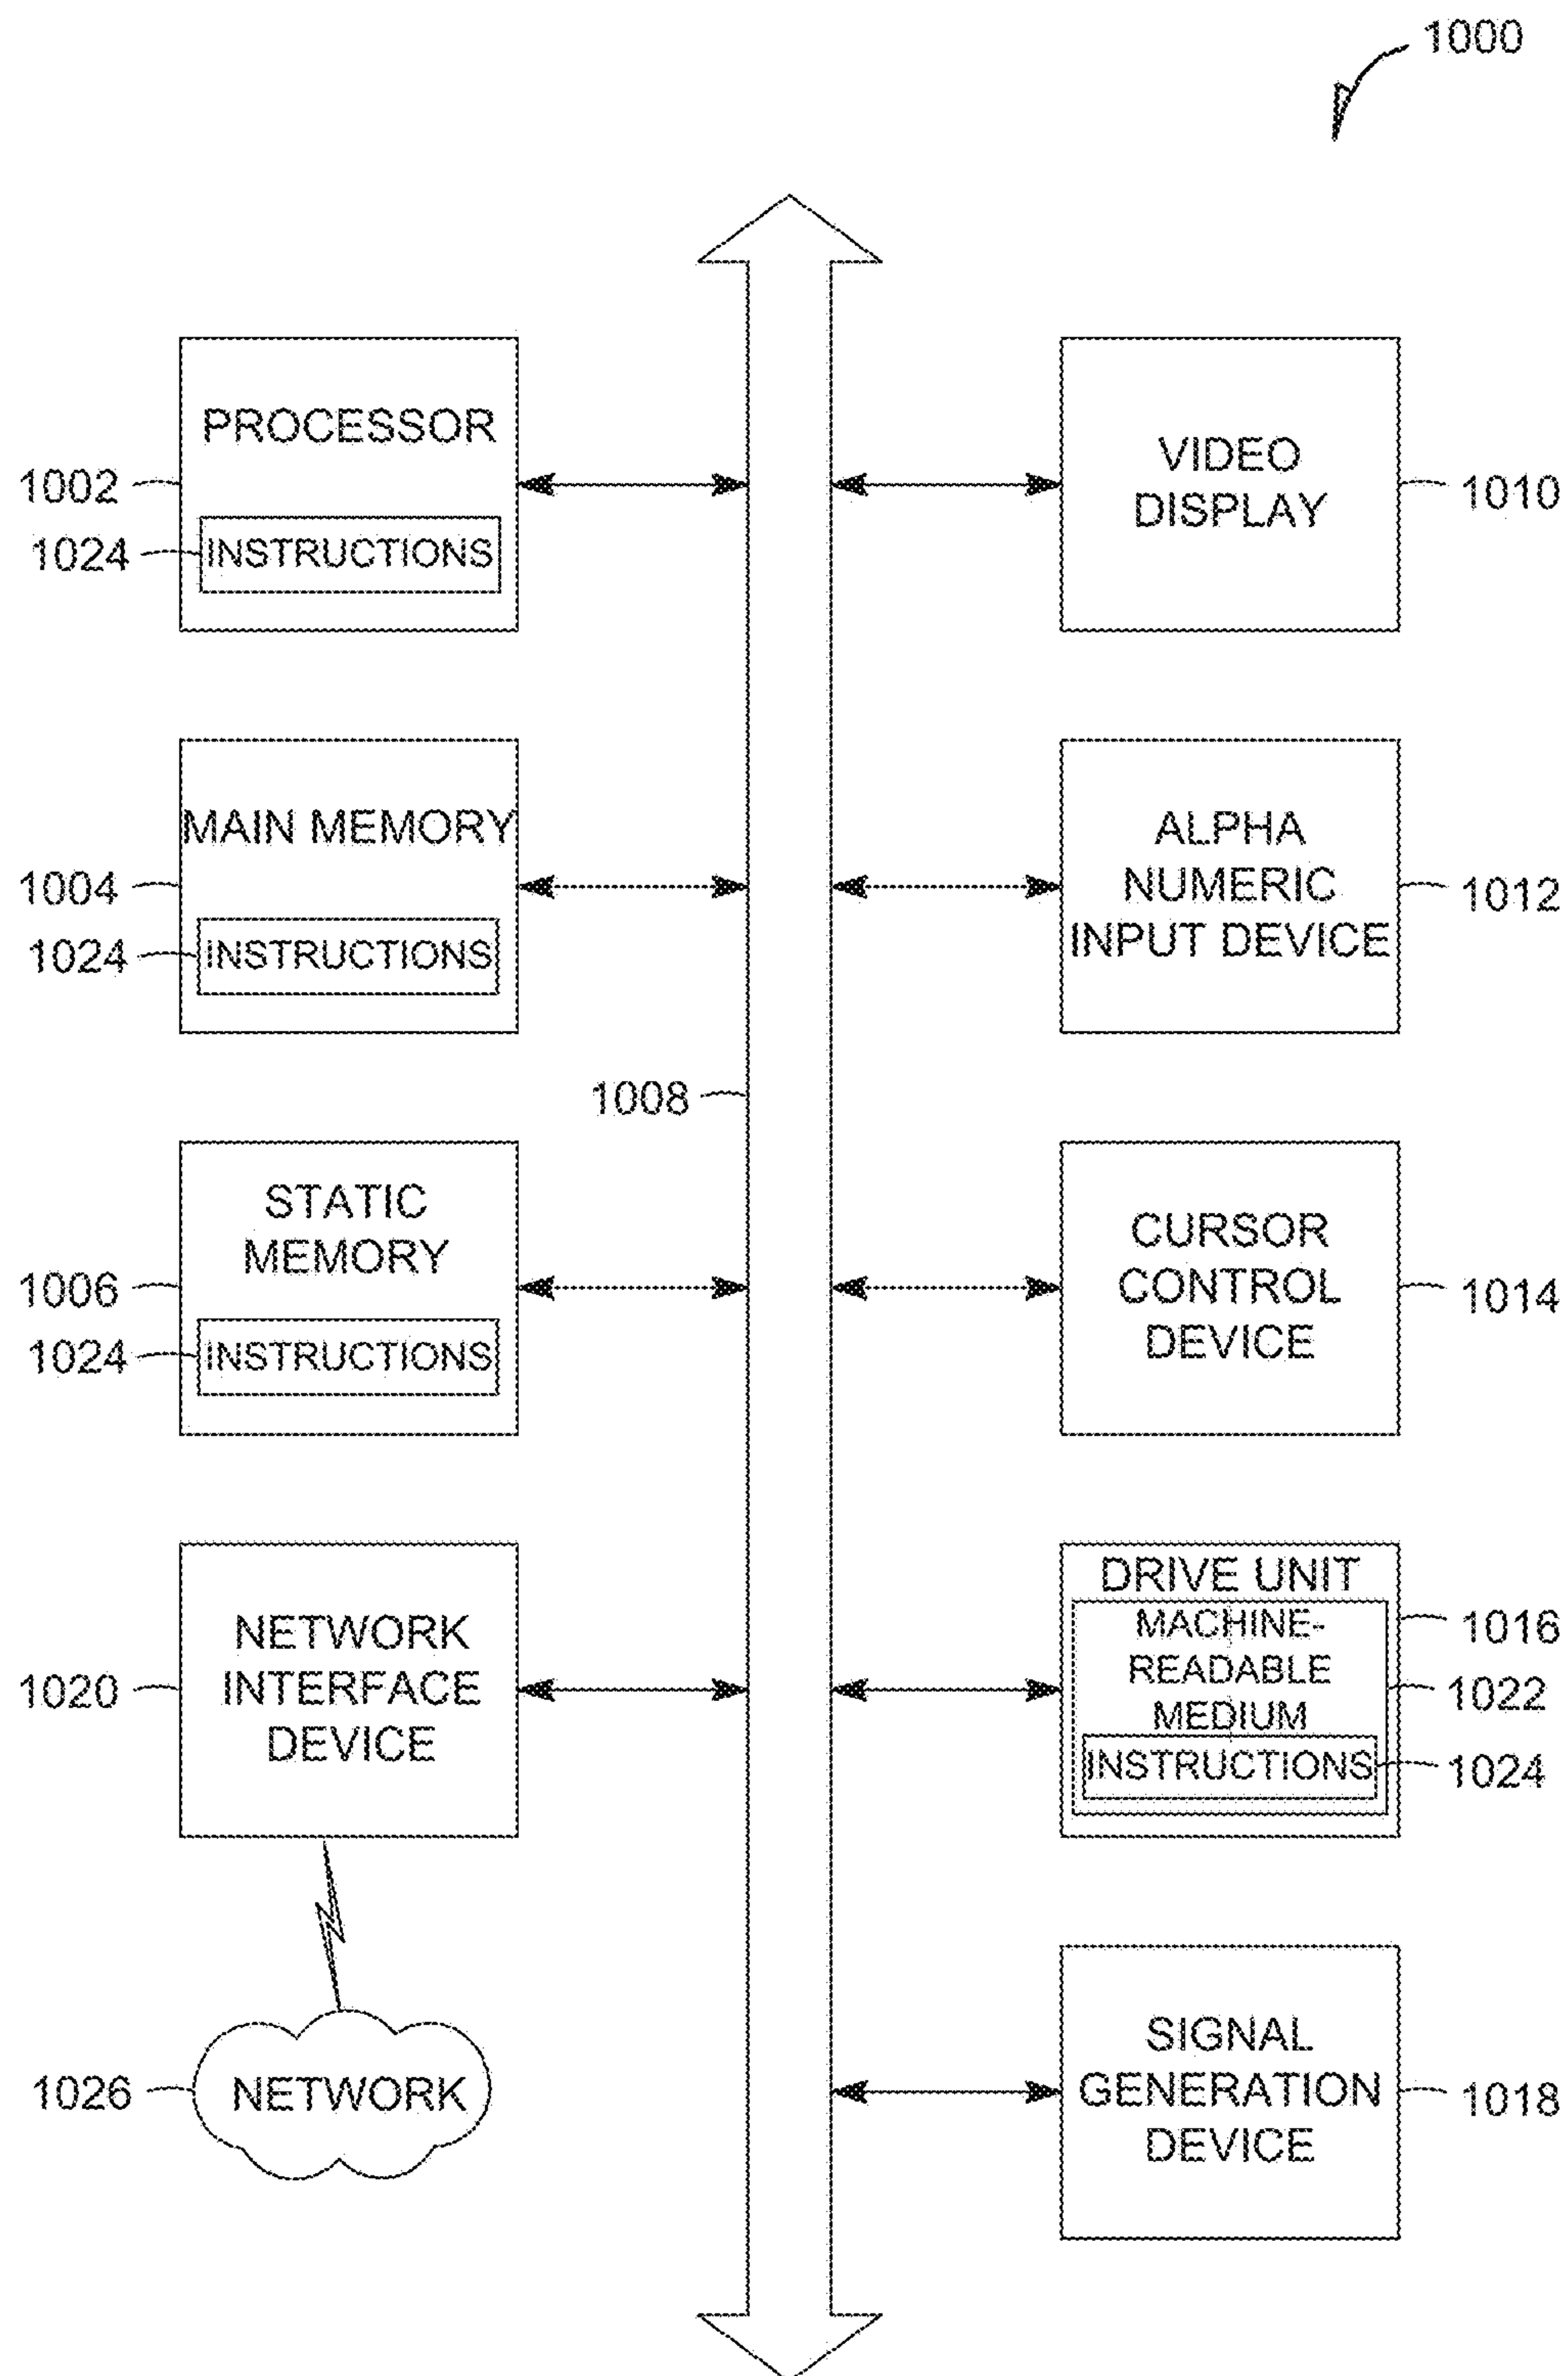 1000
PROCESSOR
1002
1024
INSTRUCTIONS
VIDEO
DISPLAY
1010
MAIN MEMORY
1004
1024
INSTRUCTIONS
ALPHA
NUMERIC
INPUT DEVICE
1012
1008
STATIC
MEMORY
1006
1024
INSTRUCTIONS
CURSOR
CONTROL
DEVICE
1014
NETWORK
INTERFACE
DEVICE
1020
DRIVE UNIT
MACHINE-
READABLE
MEDIUM
INSTRUCTIONS
1016
1022
1024
1026
NETWORK
SIGNAL
GENERATION
DEVICE
1018